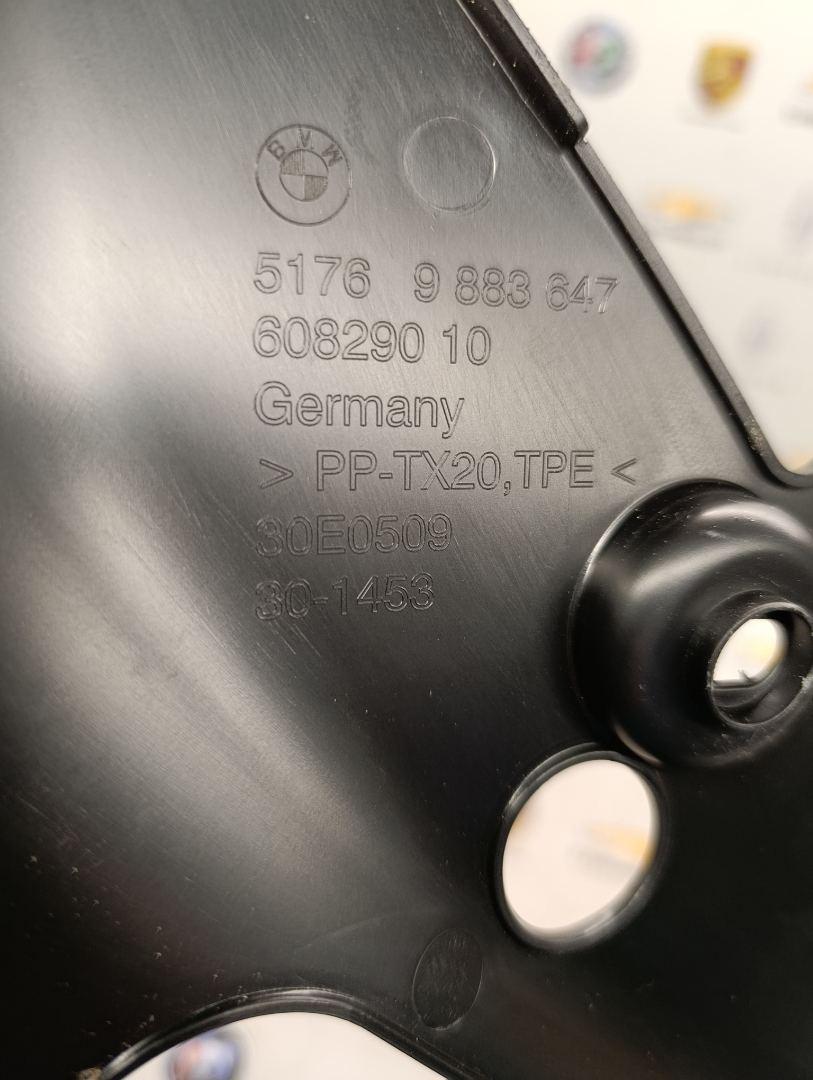 BMW
5176 9 883 647
608290 10
Germany
> PP-TX20,TPE <
30E0509
30-1453